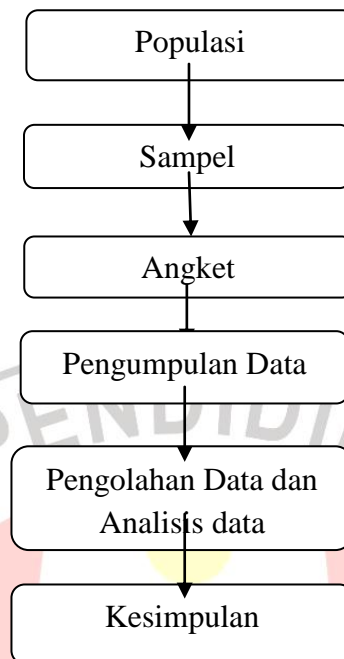 Populasi
Sampel
Angket
Pengumpulan Data
Pengolahan Data dan
Analisis data
Kesimpulan